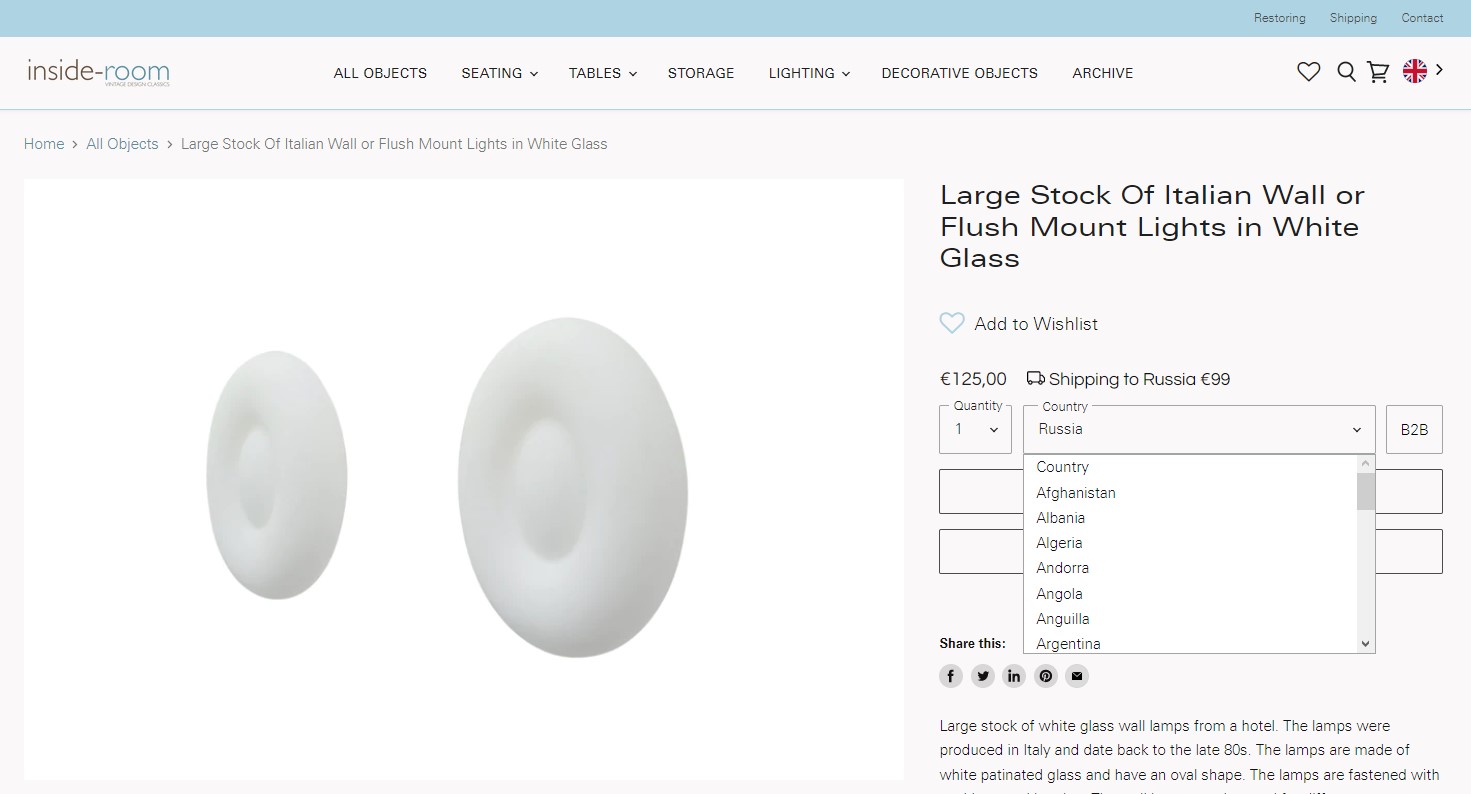 Restoring Shipping Contact
inside-room
VINTAGE DESIGN CLASSICS
ALL OBJECTS SEATING TABLES STORAGE LIGHTING DECORATIVE OBJECTS ARCHIVE
Home > All Objects > Large Stock Of Italian Wall or Flush Mount Lights in White Glass
Large Stock Of Italian Wall or
Flush Mount Lights in White
Glass
Add to Wishlist
€125,00 Shipping to Russia €99
Quantity Country
1 Russia B2B
Country
Afghanistan
Albania
Algeria
Andorra
Angola
Anguilla
Argentina
Share this:
Large stock of white glass wall lamps from a hotel. The lamps were
produced in Italy and date back to the late 80s. The lamps are made of
white patinated glass and have an oval shape. The lamps are fastened with